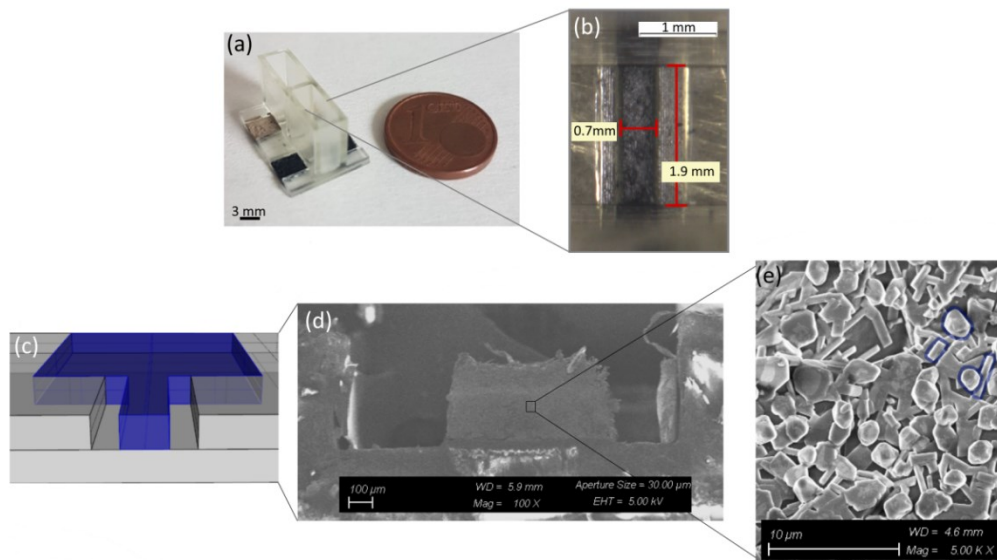 (a)
3 mm
(b)
1 mm
0.7mm
1.9 mm
(c)
(d)
100 µm
WD = 5.9 mm
Mag = 100 X
Aperture Size = 30.00 µm
EHT = 5.00 kV
(e)
10 µm
WD = 4.6 mm
Mag = 5.00 K X